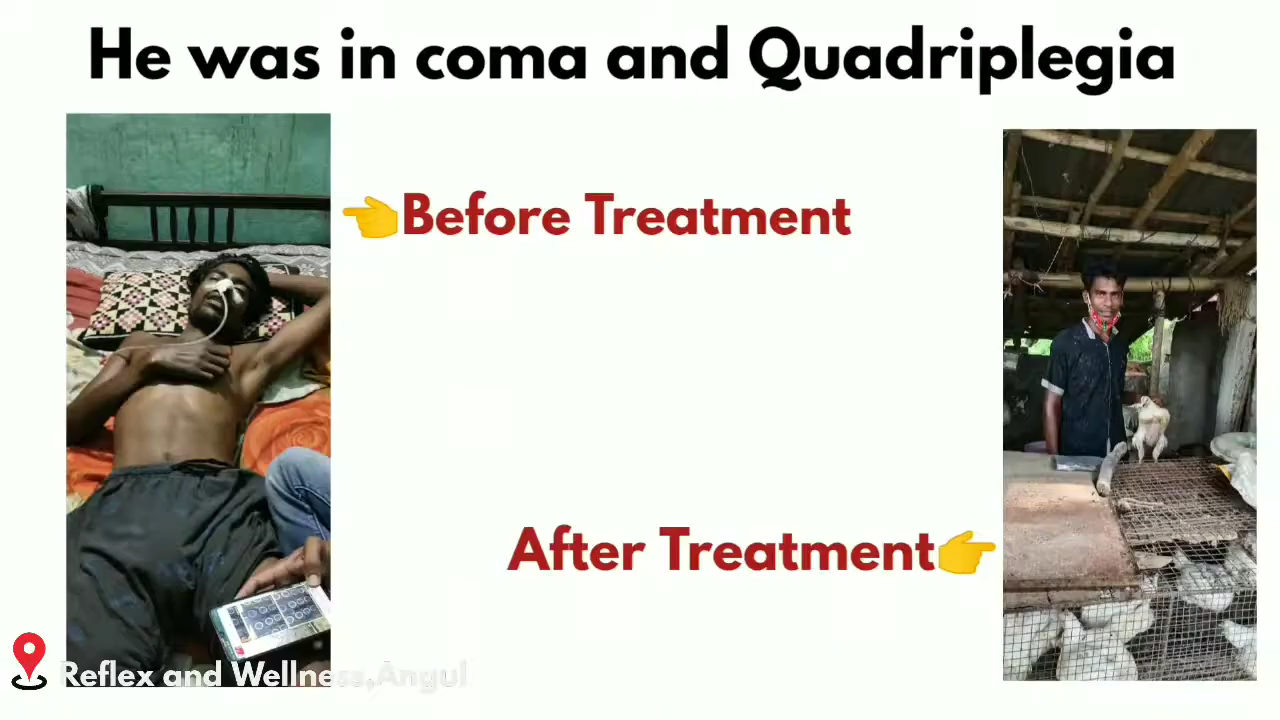 He was in coma and Quadriplegia
👈Before Treatment
After Treatment👉
Reflex and Wellness,Angul